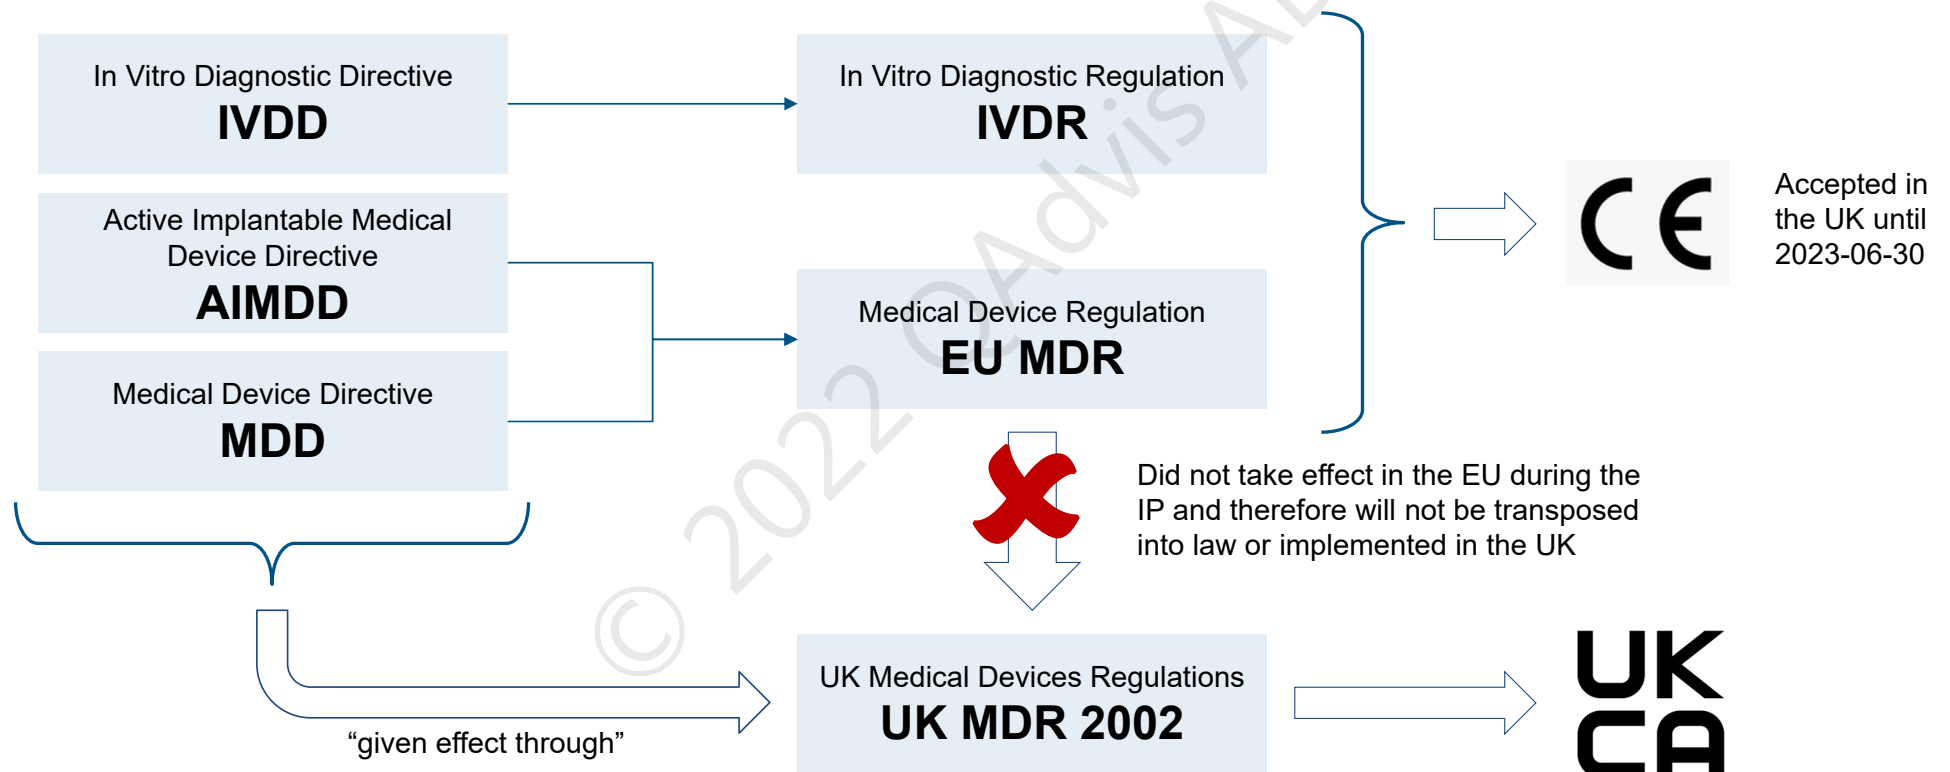 In Vitro Diagnostic Directive
IVDD
In Vitro Diagnostic Regulation
IVDR
Active Implantable Medical
Device Directive
AIMDD
Medical Device Regulation
EU MDR
Medical Device Directive
MDD
CE
Accepted in
the UK until
2023-06-30
Did not take effect in the EU during the
IP and therefore will not be transposed
into law or implemented in the UK
“given effect through”
UK Medical Devices Regulations
UK MDR 2002
UK
CA
© 2022 QAdvis